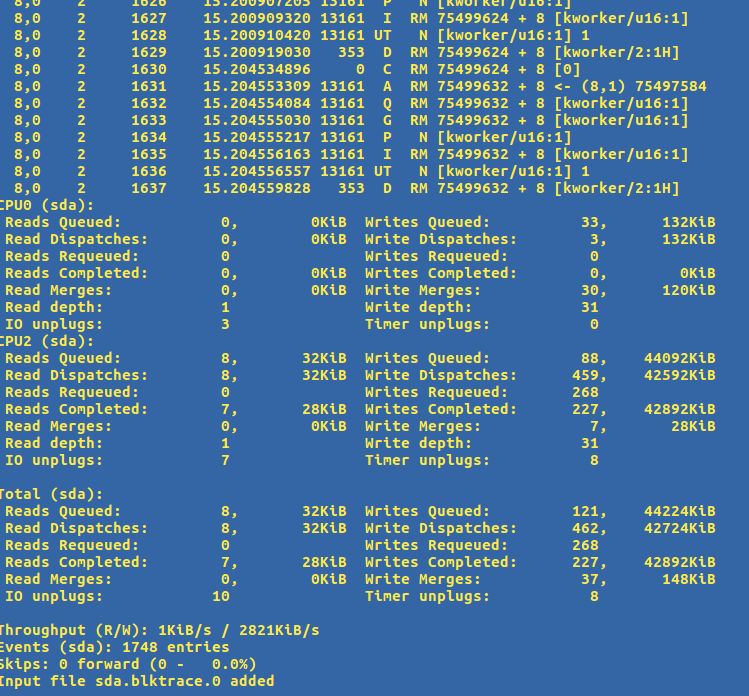 8,0    2     1626    15.200907205 13161  P   N [kworker/u16:1]
8,0    2     1627    15.200909320 13161  I  RM 75499624 + 8 [kworker/u16:1]
8,0    2     1628    15.200910420 13161 UT   N [kworker/u16:1] 1
8,0    2     1629    15.200919030   353  D  RM 75499624 + 8 [kworker/2:1H]
8,0    2     1630    15.204534896     0  C  RM 75499624 + 8 [0]
8,0    2     1631    15.204553309 13161  A  RM 75499632 + 8 <- (8,1) 75497584
8,0    2     1632    15.204554084 13161  Q  RM 75499632 + 8 [kworker/u16:1]
8,0    2     1633    15.204555030 13161  G  RM 75499632 + 8 [kworker/u16:1]
8,0    2     1634    15.204555217 13161  P   N [kworker/u16:1]
8,0    2     1635    15.204556163 13161  I  RM 75499632 + 8 [kworker/u16:1]
8,0    2     1636    15.204556557 13161 UT   N [kworker/u16:1] 1
8,0    2     1637    15.204559828   353  D  RM 75499632 + 8 [kworker/2:1H]
CPU0 (sda):
Reads Queued:           0,        0KiB  Writes Queued:          33,      132KiB
Read Dispatches:        0,        0KiB  Write Dispatches:        3,      132KiB
Reads Requeued:         0               Writes Requeued:         0
Reads Completed:        0,        0KiB  Writes Completed:        0,        0KiB
Read Merges:            0,        0KiB  Write Merges:           30,      120KiB
Read depth:             1               Write depth:            31
IO unplugs:             3               Timer unplugs:           0
CPU2 (sda):
Reads Queued:           8,       32KiB  Writes Queued:          88,    44092KiB
Read Dispatches:        8,       32KiB  Write Dispatches:      459,    42592KiB
Reads Requeued:         0               Writes Requeued:       268
Reads Completed:        7,       28KiB  Writes Completed:      227,    42892KiB
Read Merges:            0,        0KiB  Write Merges:            7,       28KiB
Read depth:             1               Write depth:            31
IO unplugs:             7               Timer unplugs:           8
Total (sda):
Reads Queued:           8,       32KiB  Writes Queued:         121,    44224KiB
Read Dispatches:        8,       32KiB  Write Dispatches:      462,    42724KiB
Reads Requeued:         0               Writes Requeued:       268
Reads Completed:        7,       28KiB  Writes Completed:      227,    42892KiB
Read Merges:            0,        0KiB  Write Merges:           37,      148KiB
IO unplugs:            10               Timer unplugs:           8
Throughput (R/W): 1KiB/s / 2821KiB/s
Events (sda): 1748 entries
Skips: 0 forward (0 -   0.0%)
Input file sda.blktrace.0 added